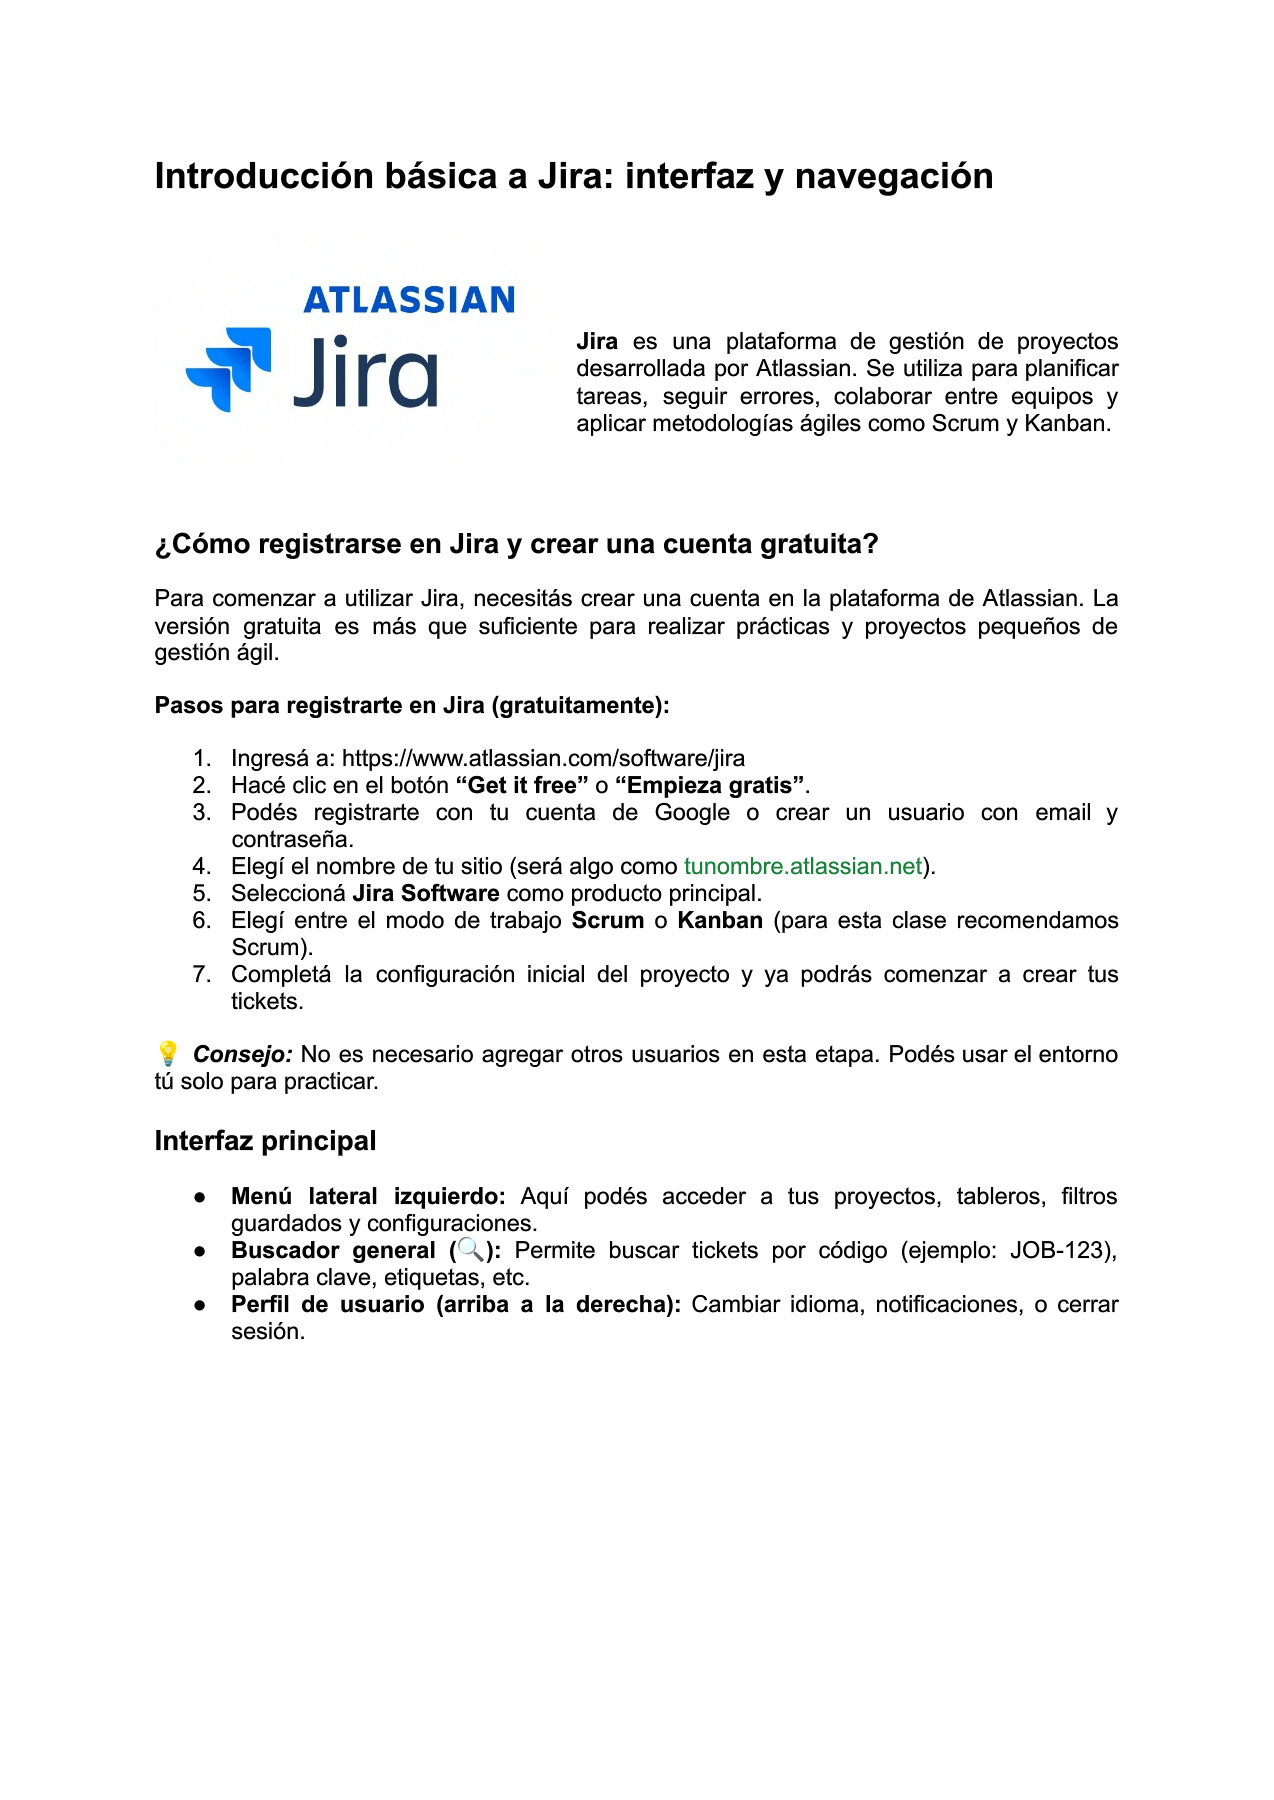 Introducción básica a Jira: interfaz y navegación
ATLASSIAN
Jira
Jira es una plataforma de gestión de proyectos
desarrollada por Atlassian. Se utiliza para planificar
tareas, seguir errores, colaborar entre equipos y
aplicar metodologías ágiles como Scrum y Kanban.
¿Cómo registrarse en Jira y crear una cuenta gratuita?
Para comenzar a utilizar Jira, necesitás crear una cuenta en la plataforma de Atlassian. La
versión gratuita es más que suficiente para realizar prácticas y proyectos pequeños de
gestión ágil.
Pasos para registrarte en Jira (gratuitamente):
1. Ingresá a: https://www.atlassian.com/software/jira
2. Hacé clic en el botón “Get it free” o “Empieza gratis”.
3. Podés registrarte con tu cuenta de Google o crear un usuario con email y
contraseña.
4. Elegí el nombre de tu sitio (será algo como tunombre.atlassian.net).
5. Seleccioná Jira Software como producto principal.
6. Elegí entre el modo de trabajo Scrum o Kanban (para esta clase recomendamos
Scrum).
7. Completá la configuración inicial del proyecto y ya podrás comenzar a crear tus
tickets.
💡 Consejo: No es necesario agregar otros usuarios en esta etapa. Podés usar el entorno
tú solo para practicar.
Interfaz principal
● Menú lateral izquierdo: Aquí podés acceder a tus proyectos, tableros, filtros
guardados y configuraciones.
● Buscador general (🔍): Permite buscar tickets por código (ejemplo: JOB-123),
palabra clave, etiquetas, etc.
● Perfil de usuario (arriba a la derecha): Cambiar idioma, notificaciones, o cerrar
sesión.